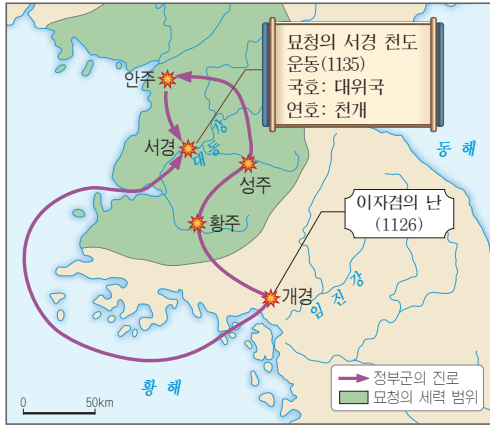 묘청의 서경 천도
운동(1135)
국호: 대위국
연호: 천개
안주
서경
대동강
성주
동해
황주
이자겸의 난
(1126)
개경
임진강
황해
정부군의 진로
묘청의 세력 범위
0 50km